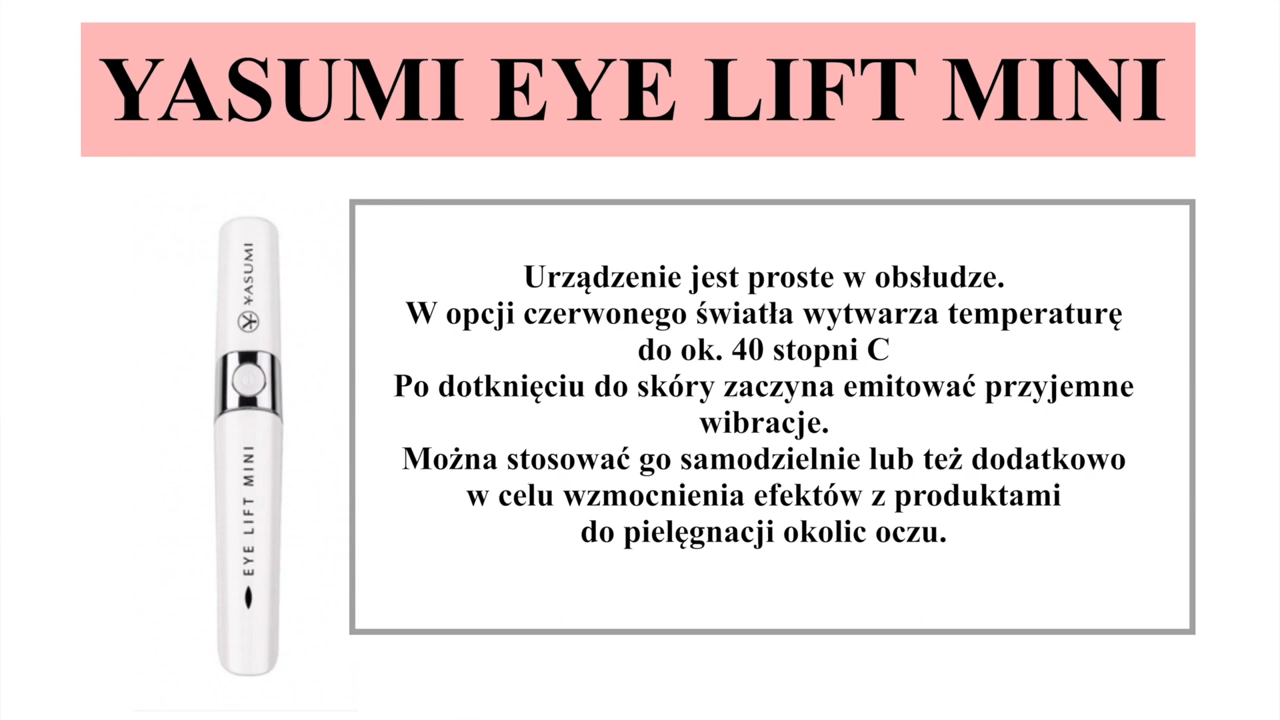 YASUMI EYE LIFT MINI
YASUMI
EYE LIFT MINI
Urządzenie jest proste w obsłudze.
W opcji czerwonego światła wytwarza temperaturę
do ok. 40 stopni C
Po dotknięciu do skóry zaczyna emitować przyjemne
wibracje.
Można stosować go samodzielnie lub też dodatkowo
w celu wzmocnienia efektów z produktami
do pielęgnacji okolic oczu.